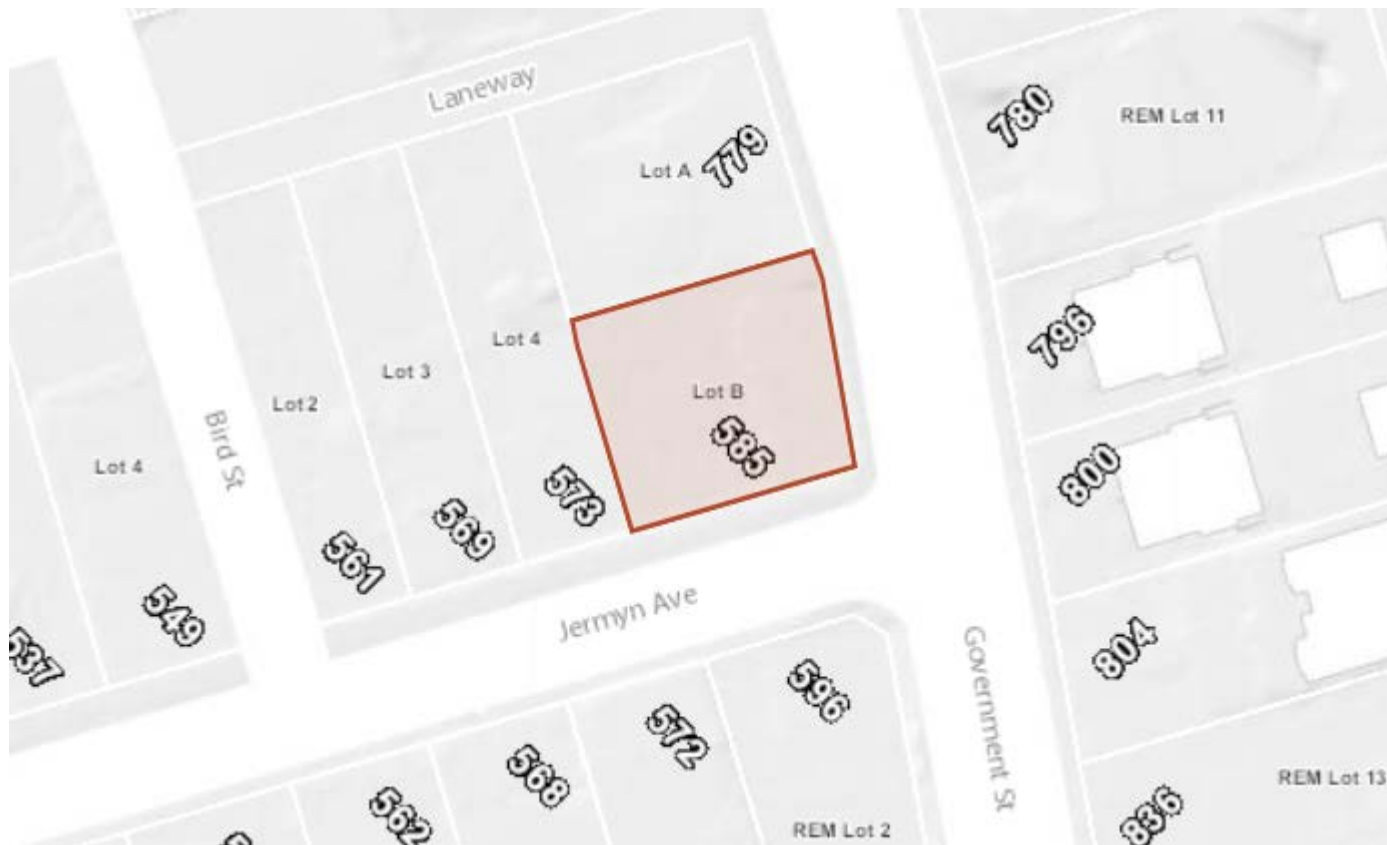 Laneway
780
REM Lot 11
779
Lot A
796
Lot 4
Lot 3
Lot 2
Lot B
585
Bird St
Lot 4
573
569
561
800
549
537
Jermyn Ave
804
Government St
596
572
568
562
REM Lot 13
836
REM Lot 2